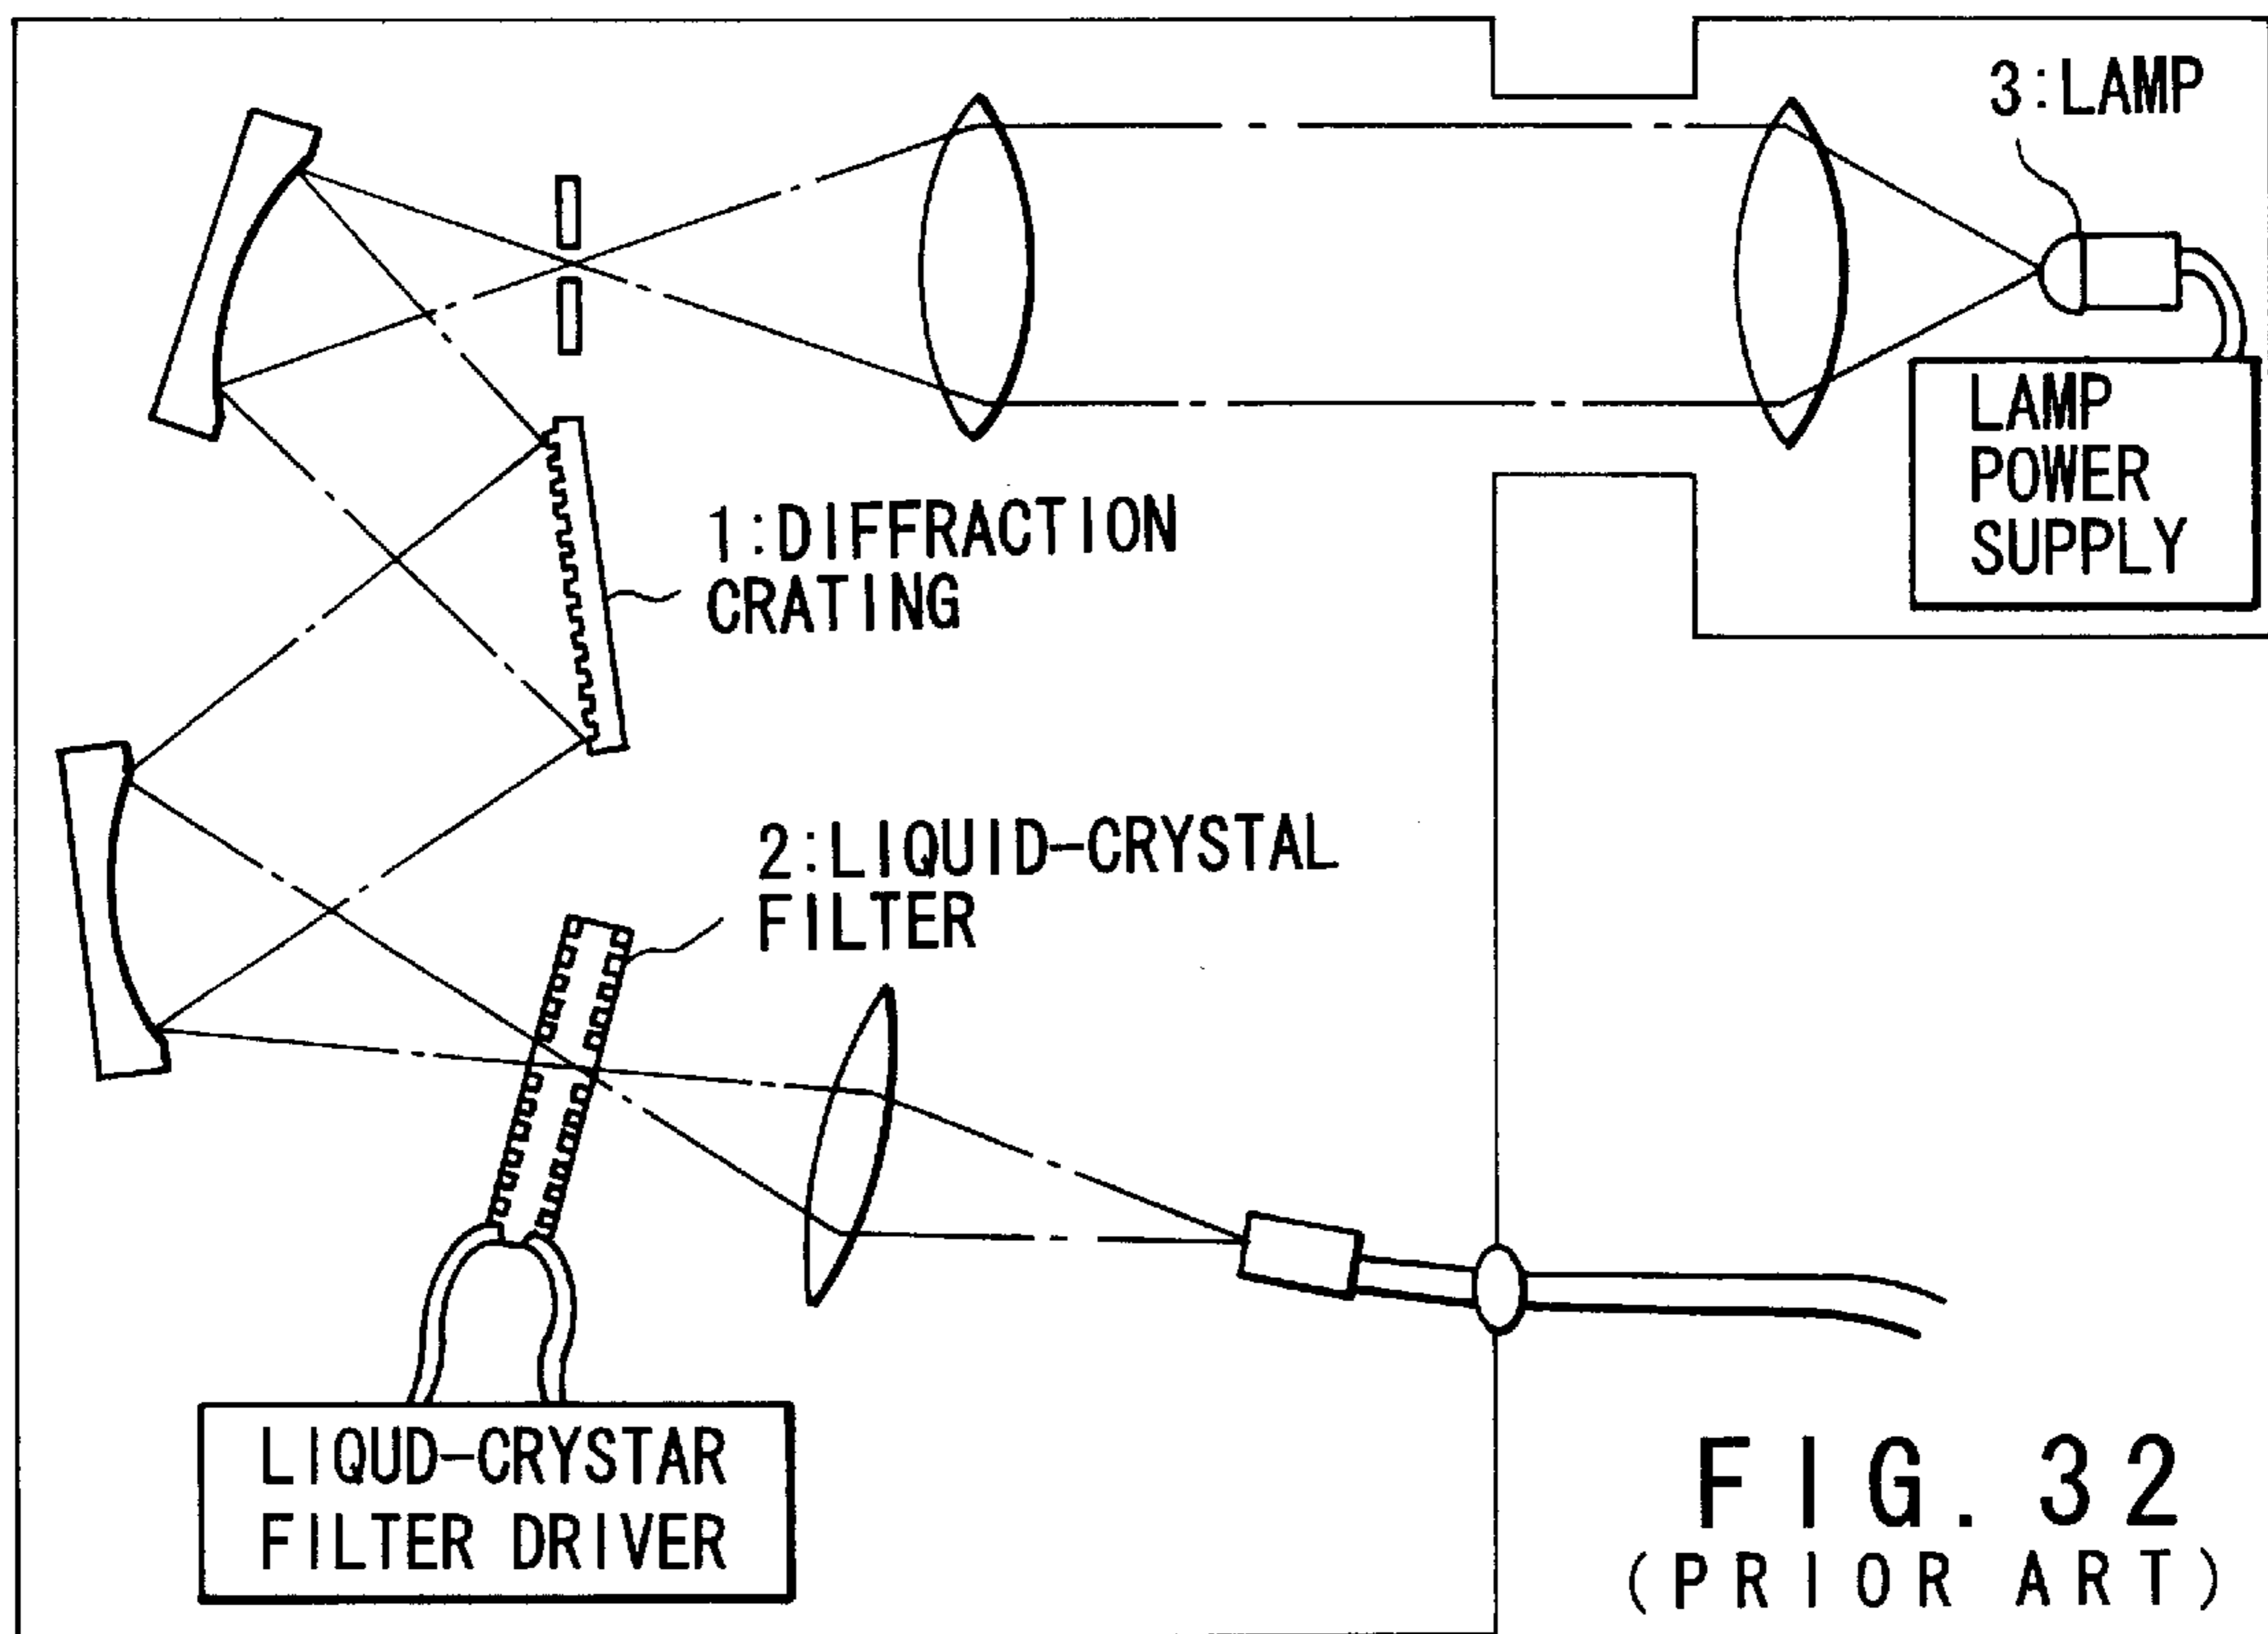 3:LAMP
LAMP
POWER
SUPPLY
1:DIFFRACTION
CRATING
2:LIQUID-CRYSTAL
FILTER
LIQUD-CRYSTAR
FILTER DRIVER
FIG. 32
(PRIOR ART)